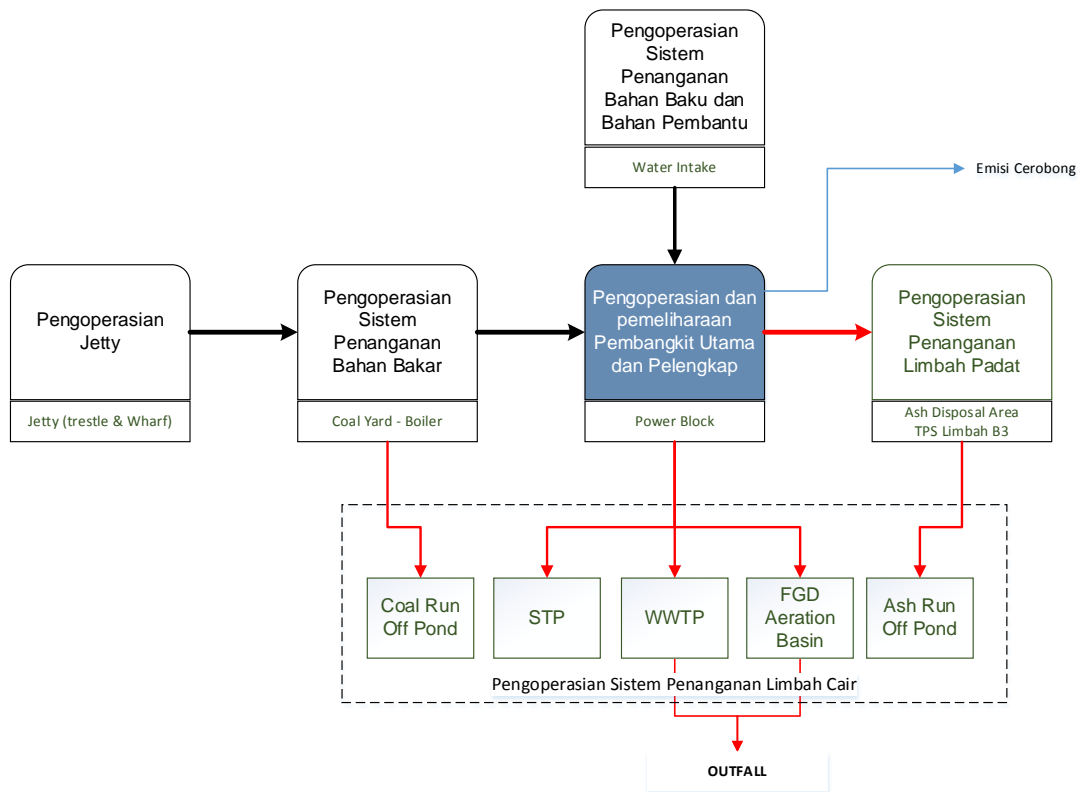 Pengoperasian
Sistem
Penanganan
Bahan Baku dan
Bahan Pembantu
Water Intake
Emisi Cerobong
Pengoperasian
Jetty
Jetty (trestle & Wharf)
Pengoperasian
Sistem
Penanganan
Bahan Bakar
Coal Yard - Boiler
Pengoperasian dan
pemeliharaan
Pembangkit Utama
dan Pelengkap
Power Block
Pengoperasian
Sistem
Penanganan
Limbah Padat
Ash Disposal Area
TPS Limbah B3
Coal Run
Off Pond
STP
WWTP
FGD
Aeration
Basin
Ash Run
Off Pond
Pengoperasian Sistem Penanganan Limbah Cair
OUTFALL